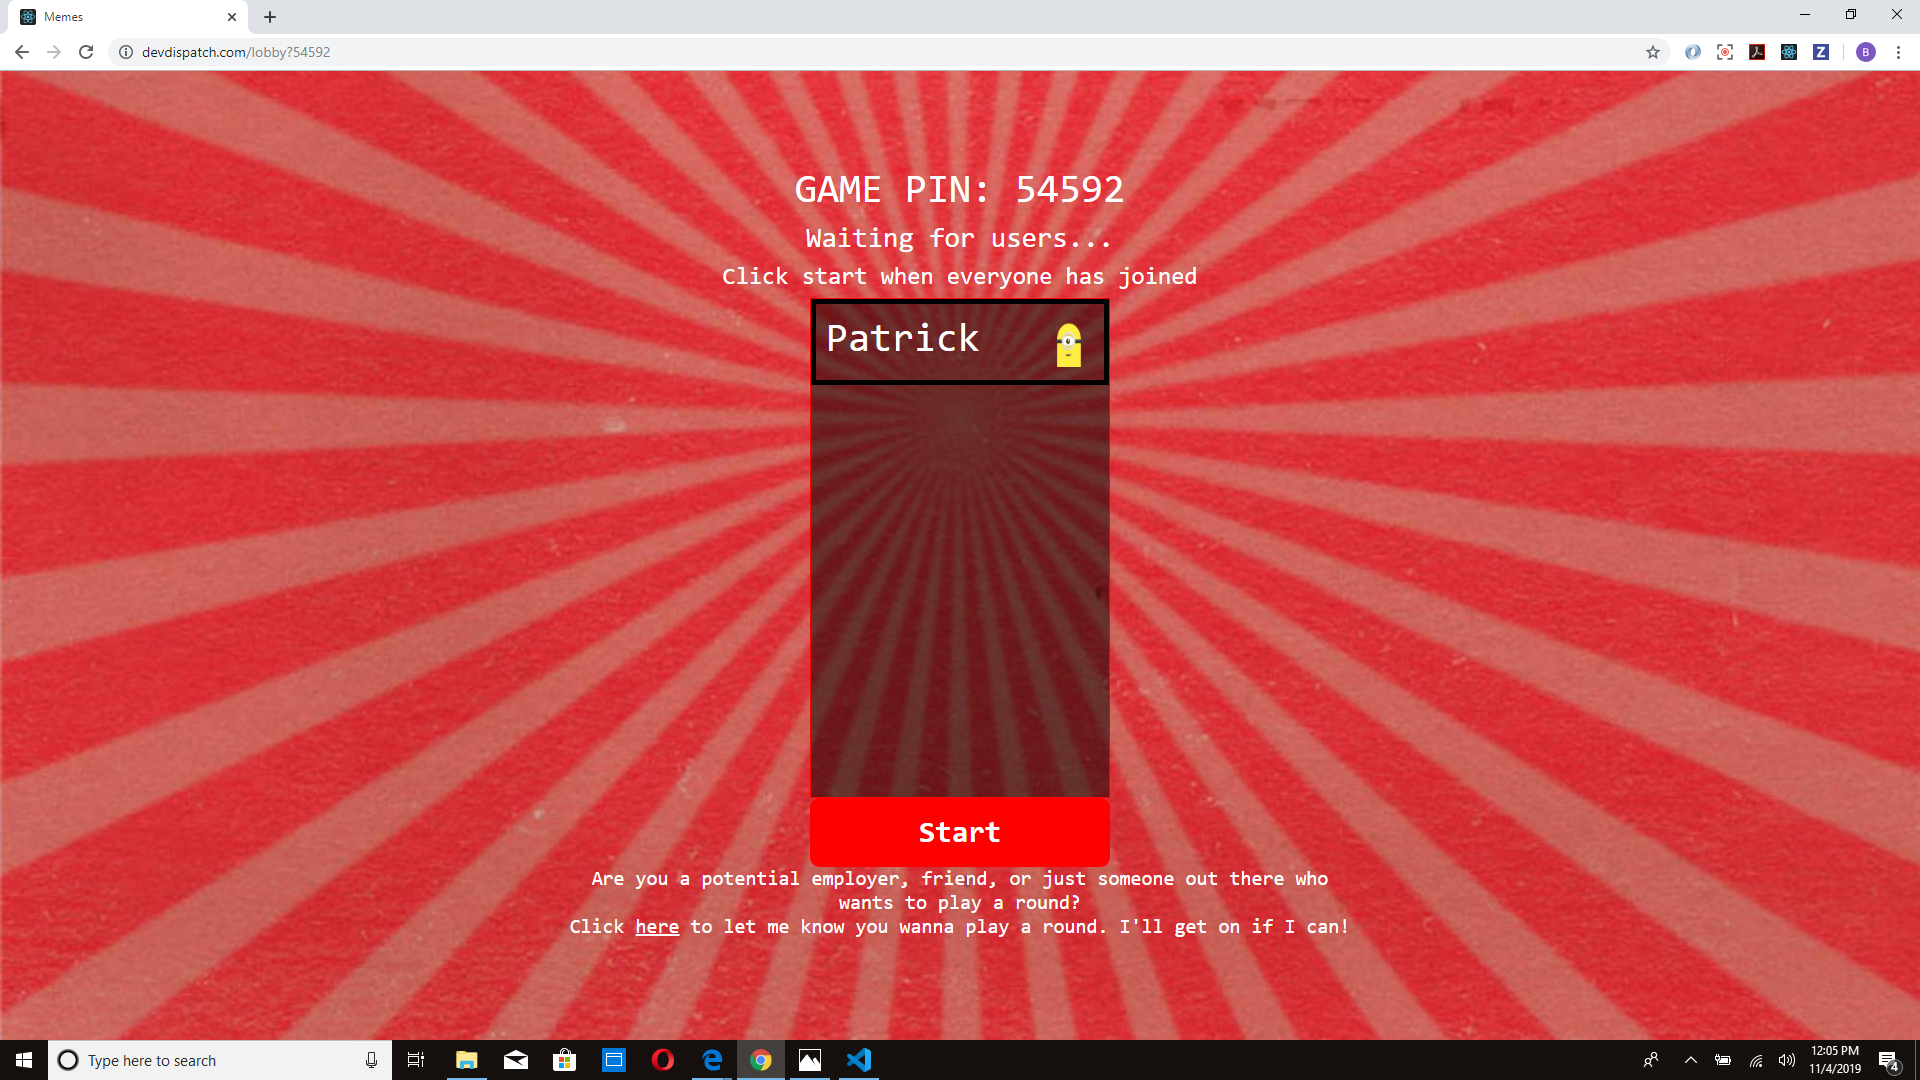 Memes
devdispatch.com/lobby?54592
B
GAME PIN: 54592
Waiting for users...
Click start when everyone has joined
Patrick
Start
Are you a potential employer, friend, or just someone out there who
wants to play a round?
Click here to let me know you wanna play a round. I'll get on if I can!
Type here to search
12:05 PM
11/4/2019
4